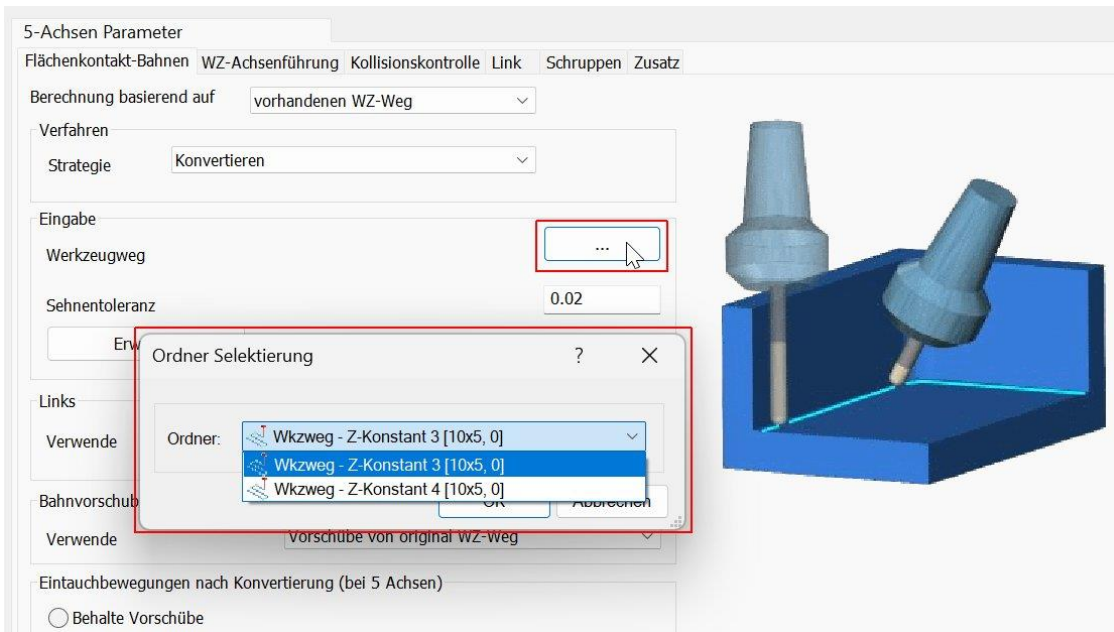 5-Achsen Parameter
Flächenkontakt-Bahnen WZ-Achsenführung Kollisionskontrolle Link Schruppen Zusatz
Berechnung basierend auf vorhandenen WZ-Weg
Verfahren
Strategie Konvertieren
Eingabe
Werkzeugweg ...
Sehnentoleranz 0.02
Ordner Selektierung ? X
Links
Verwende
Ordner: Wkzweg - Z-Konstant 3 [10x5, 0]
Wkzweg - Z-Konstant 3 [10x5, 0]
Wkzweg - Z-Konstant 4 [10x5, 0]
OK Abbrechen
Bahnvorschub
Verwende Vorschübe von original WZ-Weg
Eintauchbewegungen nach Konvertierung (bei 5 Achsen)
Behalte Vorschübe